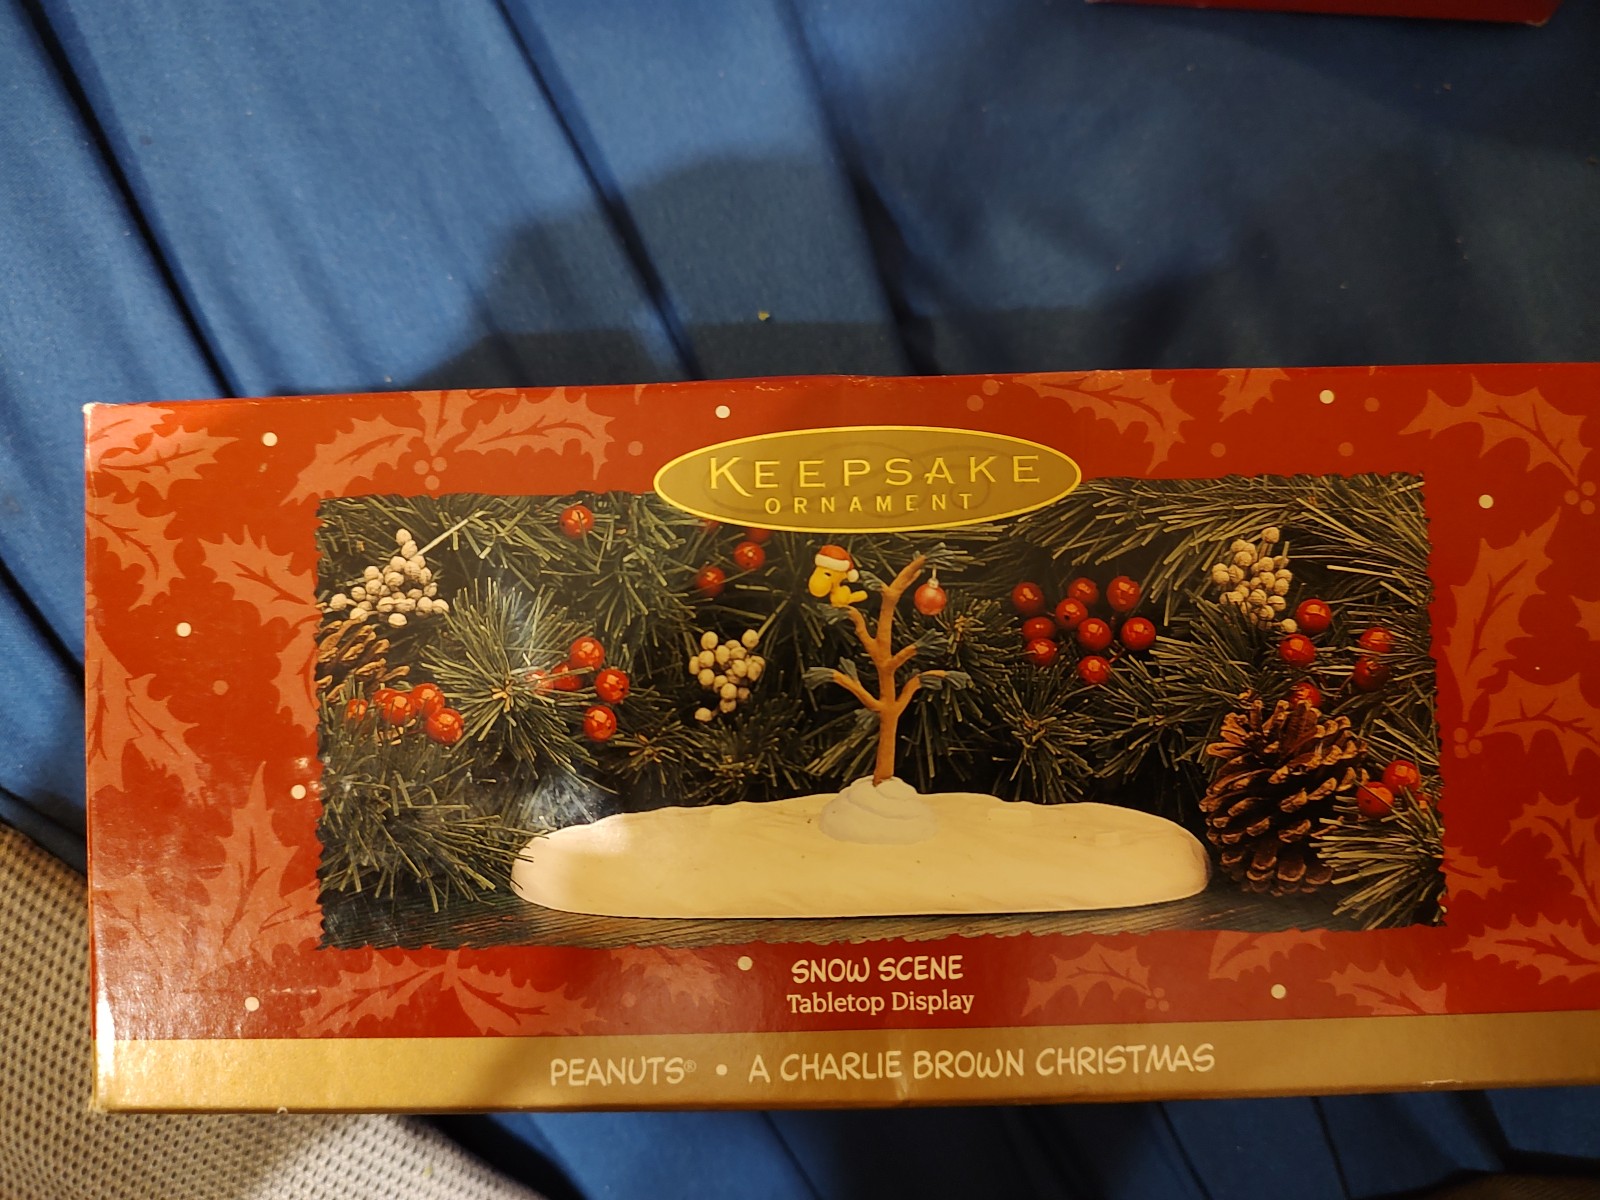 KEEPSAKE
ORNAMENT
SNOW SCENE
Tabletop Display
PEANUTS® • A CHARLIE BROWN CHRISTMAS